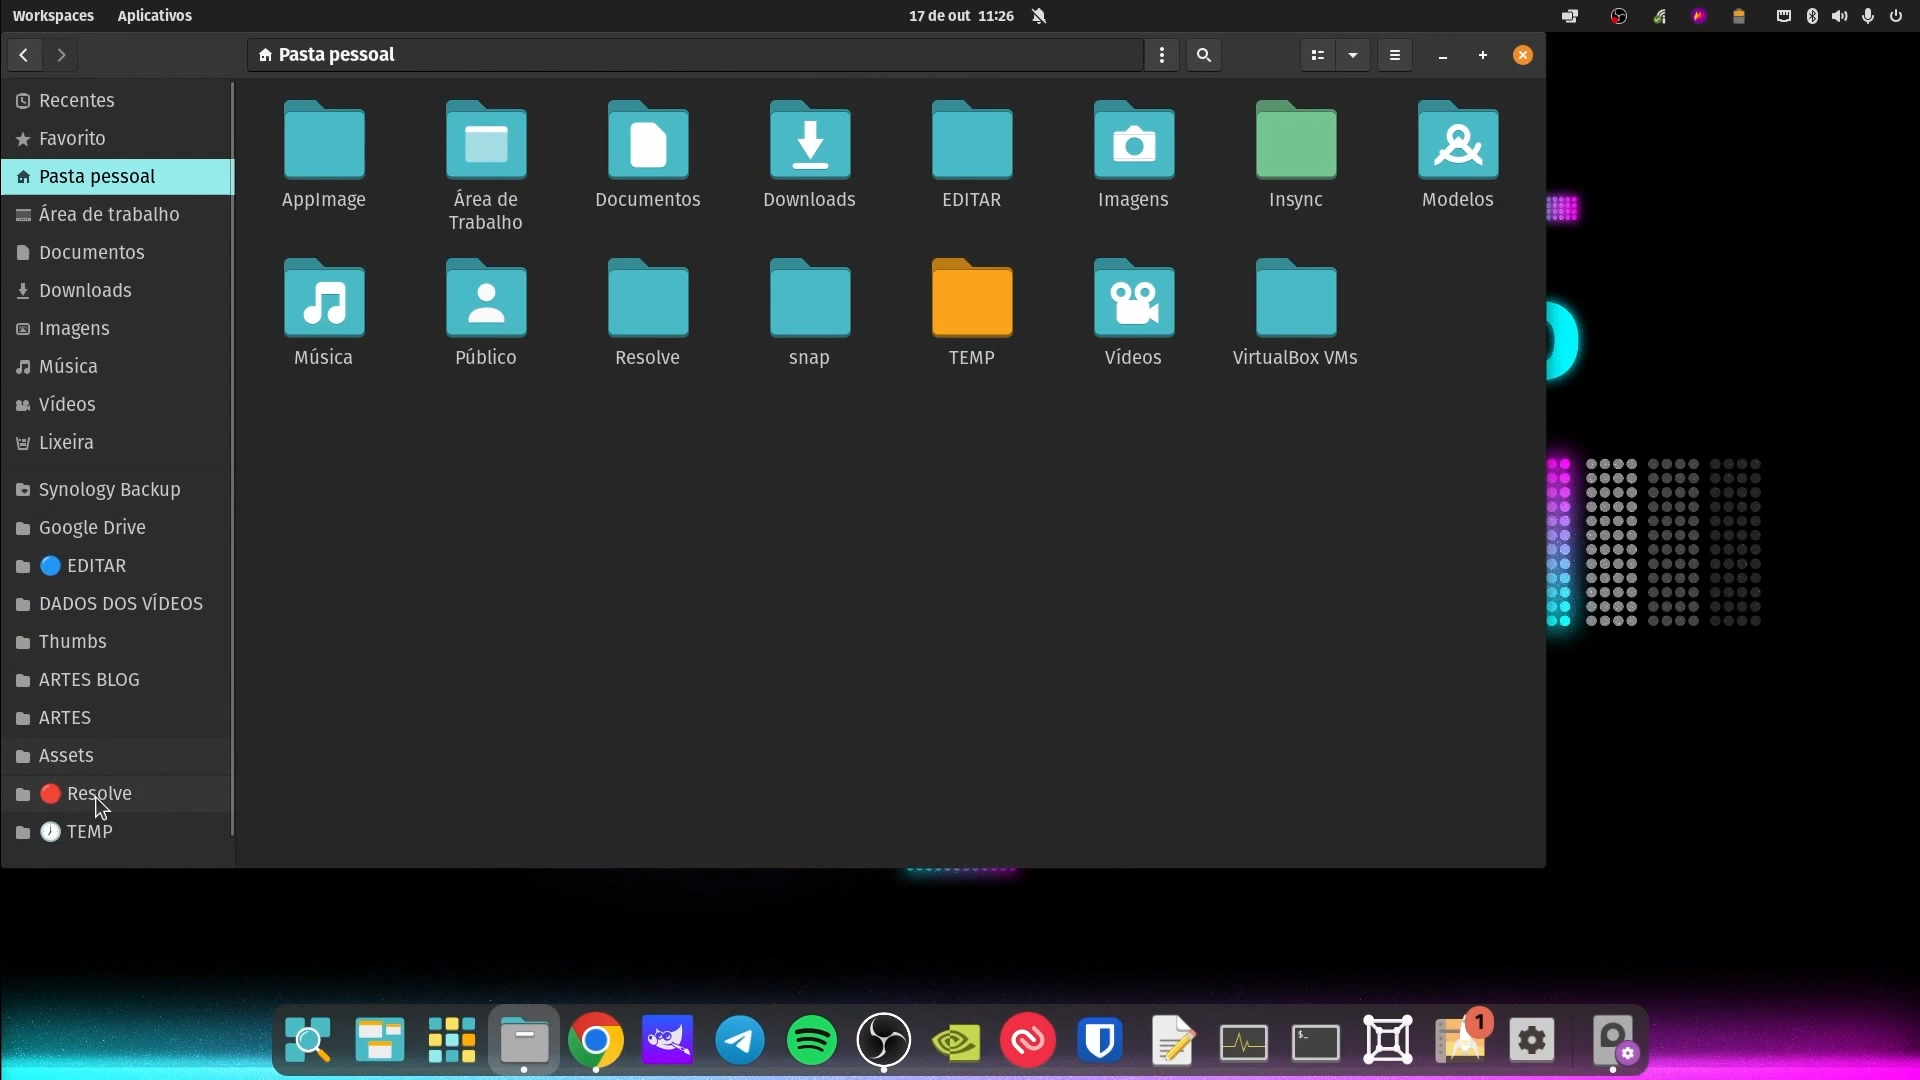 Workspaces Aplicativos 17 de out 11:26
Pasta pessoal
Recentes
Favorito
Pasta pessoal
Área de trabalho
Documentos
Downloads
Imagens
Música
Vídeos
Lixeira
Synology Backup
Google Drive
EDITAR
DADOS DOS VÍDEOS
Thumbs
ARTES BLOG
ARTES
Assets
Resolve
TEMP
AppImage
Área de
Trabalho
Documentos
Downloads
EDITAR
Imagens
Insync
Modelos
Música
Público
Resolve
snap
TEMP
Vídeos
VirtualBox VMs
1